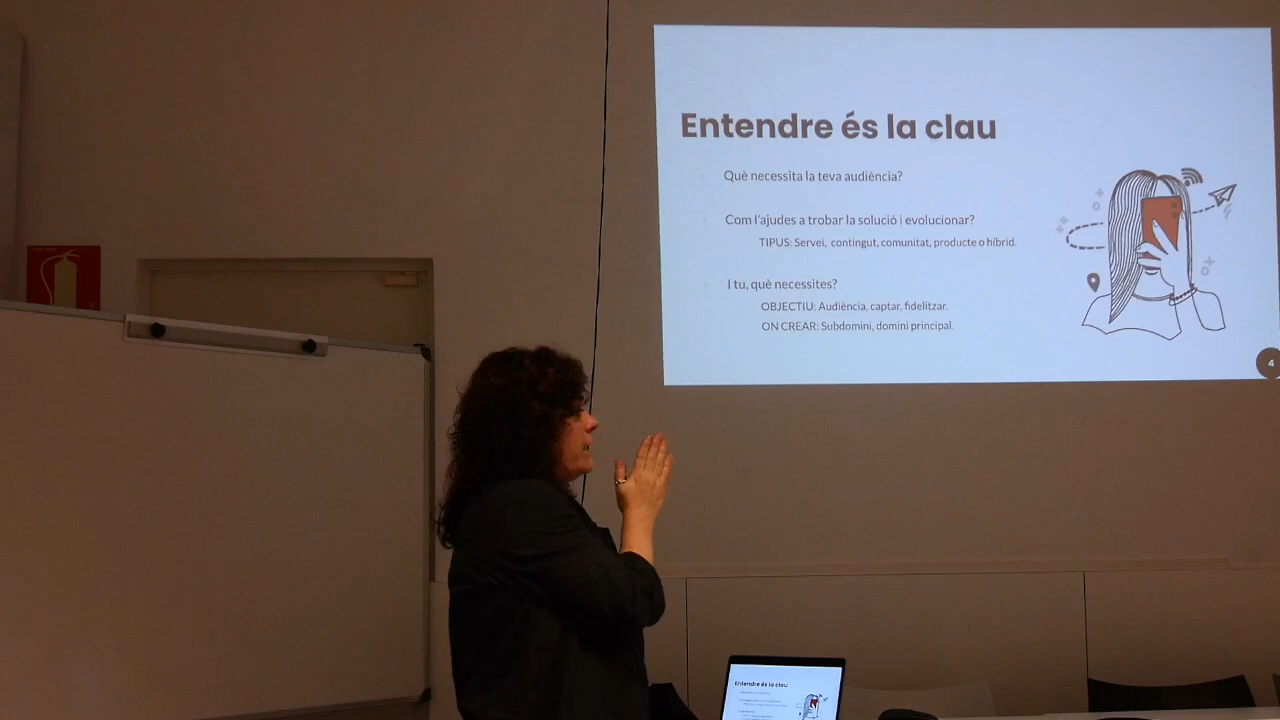 Entendre és la clau
Què necessita la teva audiència?
Com l'ajudes a trobar la solució i evolucionar?
TIPUS: Servei, contingut, comunitat, producte o híbrid.
I tu, què necessites?
OBJECTIU: Audiència, captar, fidelitzar.
ON CREAR: Subdomini, domini principal.
4
Entendre és la clau